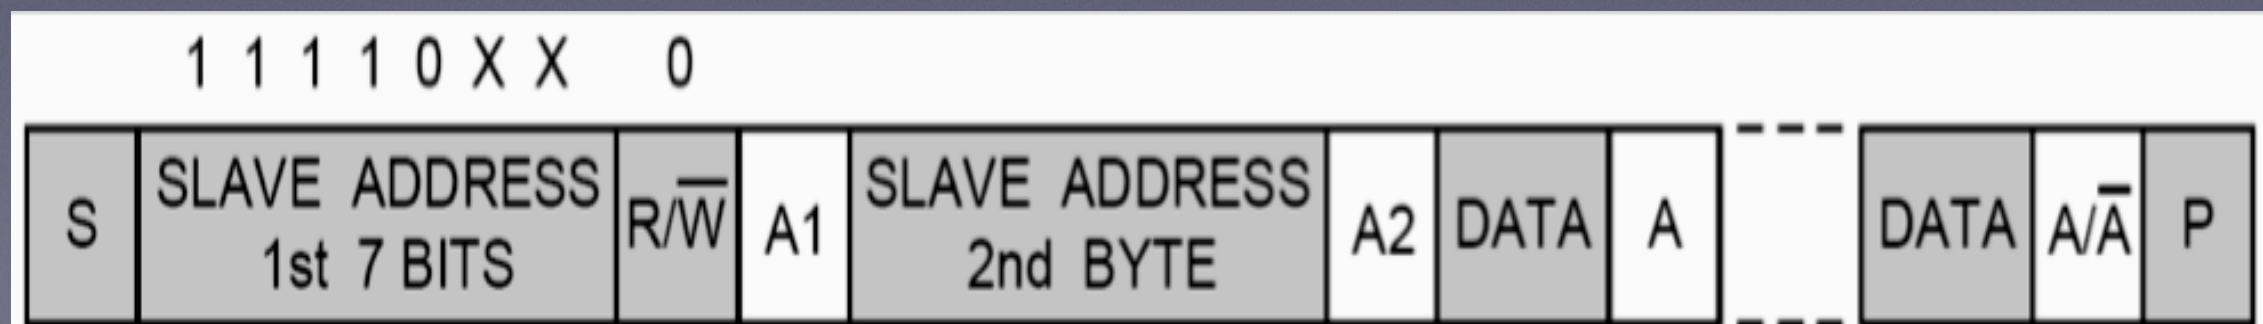 1 1 1 1 0 X X 0
S
SLAVE ADDRESS
1st 7 BITS
R/W̅
A1
SLAVE ADDRESS
2nd BYTE
A2
DATA
A
DATA
A/A̅
P